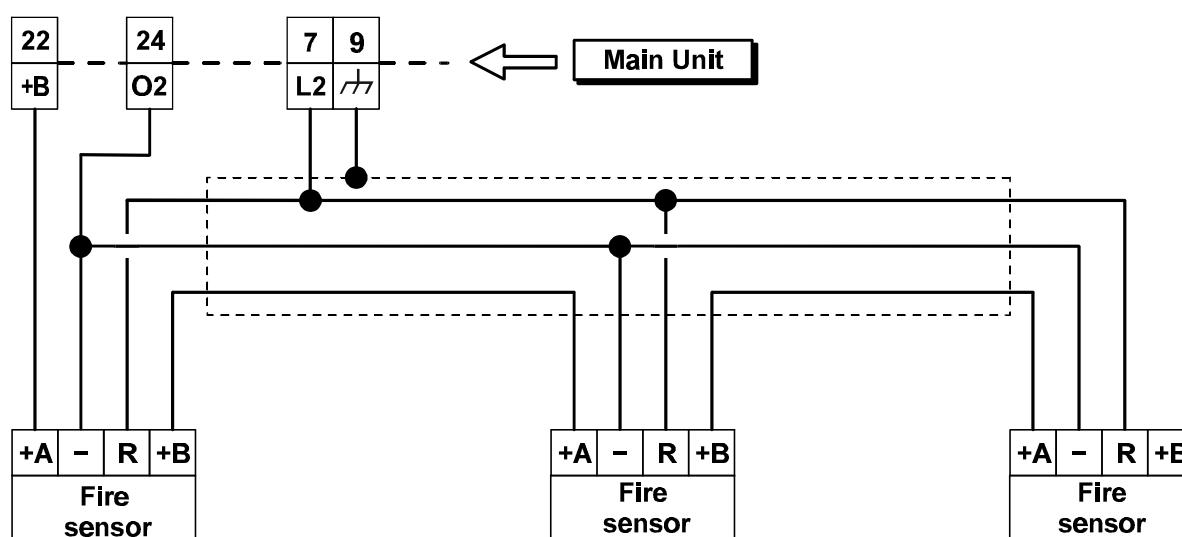 22 24 7 9
+B O2 L2
Main Unit
+A − R +B +A − R +B +A − R +B
Fire Fire Fire
sensor sensor sensor